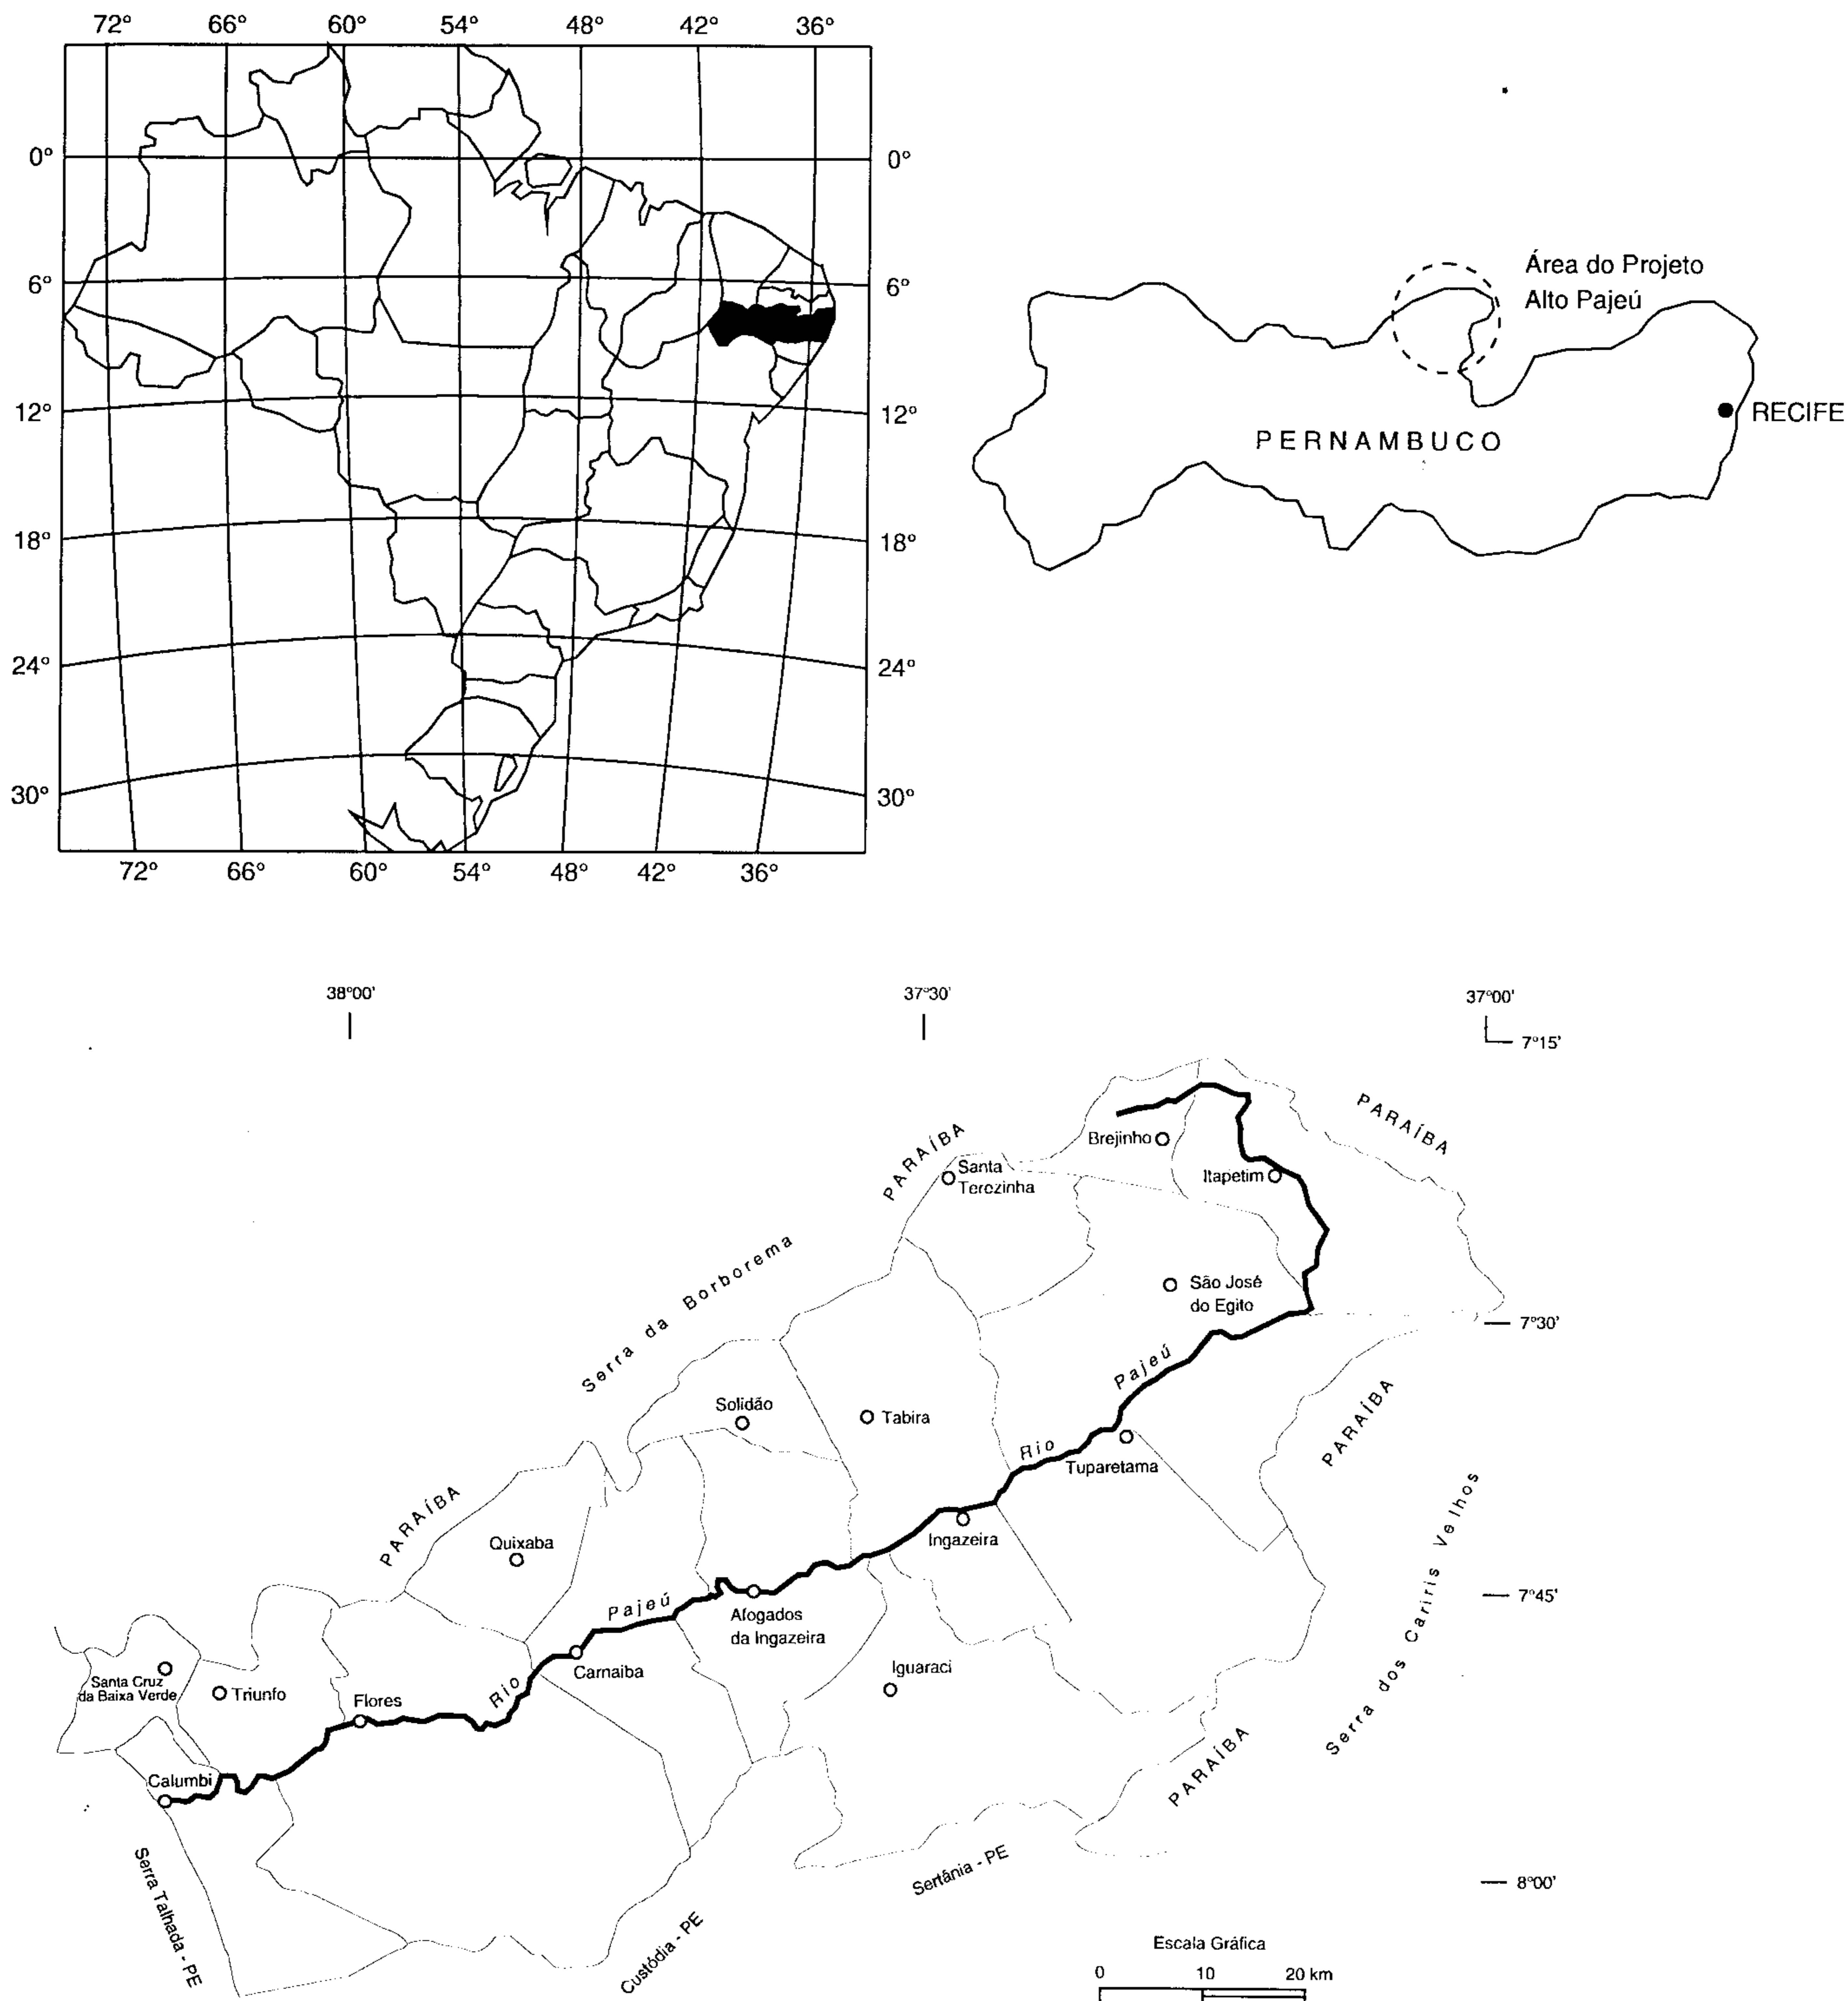 72° 66° 60° 54° 48° 42° 36°
0° 0°
6° 6°
12° 12°
18° 18°
24° 24°
30° 30°
72° 66° 60° 54° 48° 42° 36°
Área do Projeto
Alto Pajeú
RECIFE
PERNAMBUCO
38°00' 37°30' 37°00'
7°15'
PARAÍBA
PARAÍBA
Brejinho
Santa
Terezinha
Itapetim
Serra da Borborema
São José
do Egito
7°30'
Pajeú
Solidão
Tabira
PARAÍBA
Rio
Tuparetama
PARAÍBA
Quixaba
Ingazeira
Serra dos Cariris Velhos
7°45'
Pajeú
Afogados
da Ingazeira
Carnaiba
Iguaraci
Santa Cruz
da Baixa Verde
Triunfo
Rio
Flores
PARAÍBA
Calumbi
Serra Talhada - PE
Sertânia - PE
8°00'
Custódia - PE
Escala Gráfica
0 10 20 km